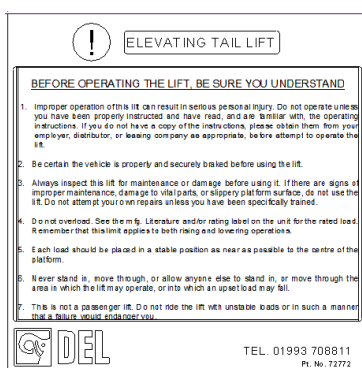 !
ELEVATING TAIL LIFT
BEFORE OPERATING THE LIFT, BE SURE YOU UNDERSTAND
1. Improper operation of this lift can result in serious personal injury. Do not operate unless
you have been properly instructed and have read, and are familiar with, the operating
instructions. If you do not have a copy of the instructions, please obtain them from your
employer, distributor, or leasing company as appropriate, before attempt to operate the
lift.
2. Be certain the vehicle is properly and securely braked before using the lift.
3. Always inspect this lift for maintenance or damage before using it. If there are signs of
improper maintenance, damage to vital parts, or slippery platform surface, do not use the
lift. Do not attempt your own repairs unless you have been specifically trained.
4. Do not overload. See the mfg. Literature and/or rating label on the unit for the rated load.
Remember that this limit applies to both rising and lowering operations.
5. Each load should be placed in a stable position as near as possible to the centre of the
platform.
6. Never stand in, move through, or allow anyone else to stand in, or move through the
area in which the lift may operate, or into which an upset load may fall.
7. This is not a passenger lift. Do not ride the lift with unstable loads or in such a manner
that a failure would endanger you.
DEL
TEL. 01993 708811
Pt. No. 72772